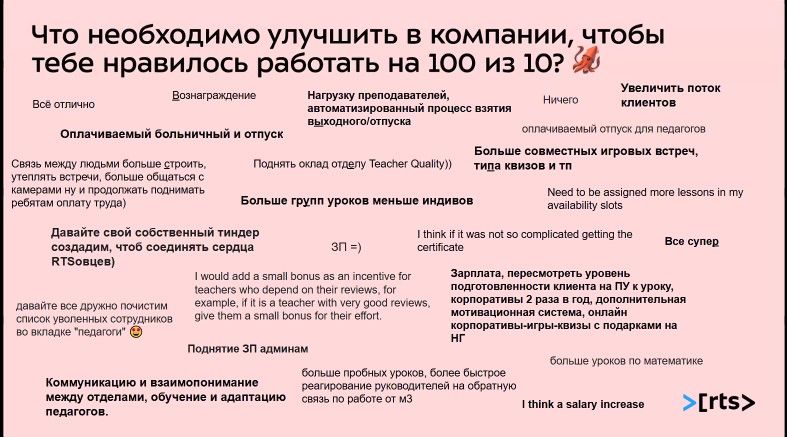 Что необходимо улучшить в компании, чтобы
тебе нравилось работать на 100 из 10? 🦑
Всё отлично
Вознаграждение
Нагрузку преподавателей,
автоматизированный процесс взятия
выходного/отпуска
Ничего
Увеличить поток
клиентов
Оплачиваемый больничный и отпуск
оплачиваемый отпуск для педагогов
Связь между людьми больше строить,
утеплять встречи, больше общаться с
камерами ну и продолжать поднимать
ребятам оплату труда)
Поднять оклад отделу Teacher Quality))
Больше совместных игровых встреч,
типа квизов и тп
Больше групп уроков меньше индивов
Need to be assigned more lessons in my
availability slots
Давайте свой собственный тиндер
создадим, чтоб соединять сердца
RTSовцев)
ЗП =)
I think if it was not so complicated getting the
certificate
Все супер
I would add a small bonus as an incentive for
teachers who depend on their reviews, for
example, if it is a teacher with very good reviews,
give them a small bonus for their effort.
Зарплата, пересмотреть уровень
подготовленности клиента на ПУ к уроку,
корпоративы 2 раза в год, дополнительная
мотивационная система, онлайн
корпоративы-игры-квизы с подарками на
НГ
давайте все дружно почистим
список уволенных сотрудников
во вкладке "педагоги" 😍
Поднятие ЗП админам
больше уроков по математике
Коммуникацию и взаимопонимание
между отделами, обучение и адаптацию
педагогов.
больше пробных уроков, более быстрое
реагирование руководителей на обратную
связь по работе от м3
I think a salary increase
>[rts>